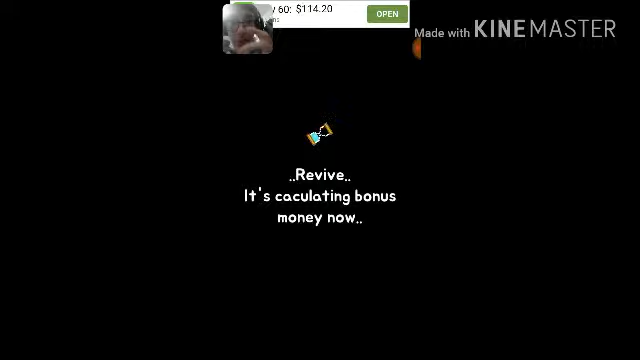 60: $114.20
OPEN
Made with KINEMASTER
..Revive..
It's caculating bonus
money now..